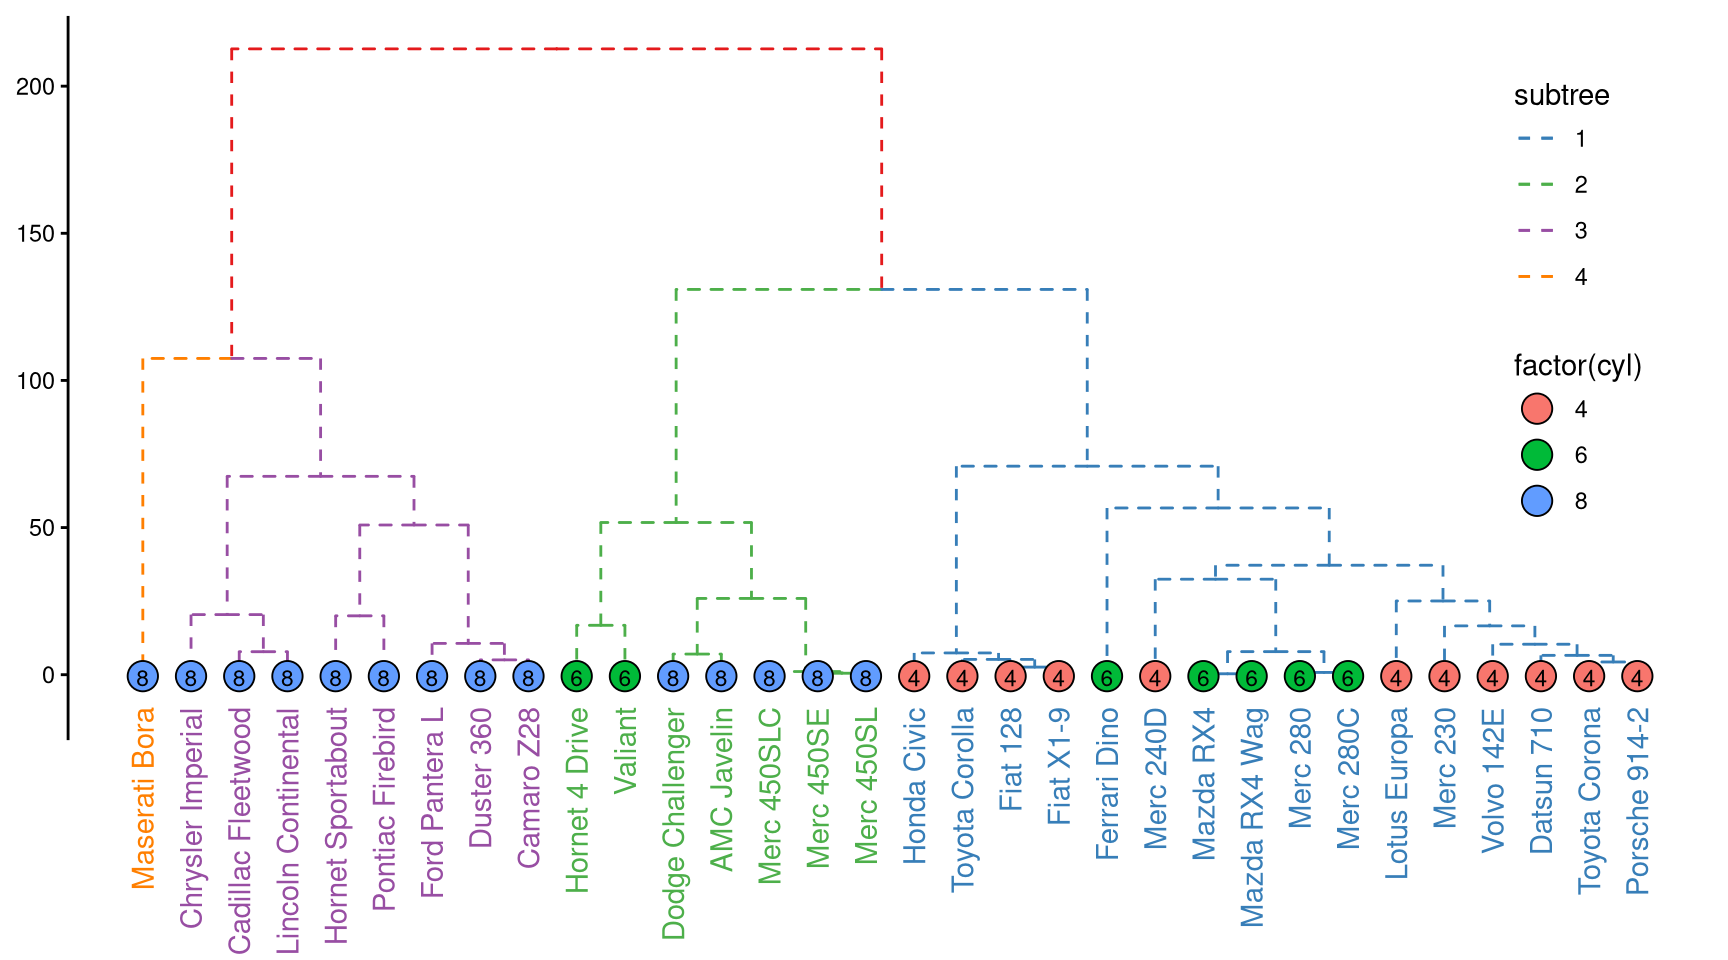 200
150
100
50
0
subtree
1
2
3
4
factor(cyl)
4
6
8
8 8 8 8 8 8 8 8 8 6 6 8 8 8 8 8 4 4 4 4 6 4 6 6 6 6 4 4 4 4 4 4
Maserati Bora
Chrysler Imperial
Cadillac Fleetwood
Lincoln Continental
Hornet Sportabout
Pontiac Firebird
Ford Pantera L
Duster 360
Camaro Z28
Hornet 4 Drive
Valiant
Dodge Challenger
AMC Javelin
Merc 450SLC
Merc 450SE
Merc 450SL
Honda Civic
Toyota Corolla
Fiat 128
Fiat X1-9
Ferrari Dino
Merc 240D
Mazda RX4
Mazda RX4 Wag
Merc 280
Merc 280C
Lotus Europa
Merc 230
Volvo 142E
Datsun 710
Toyota Corona
Porsche 914-2